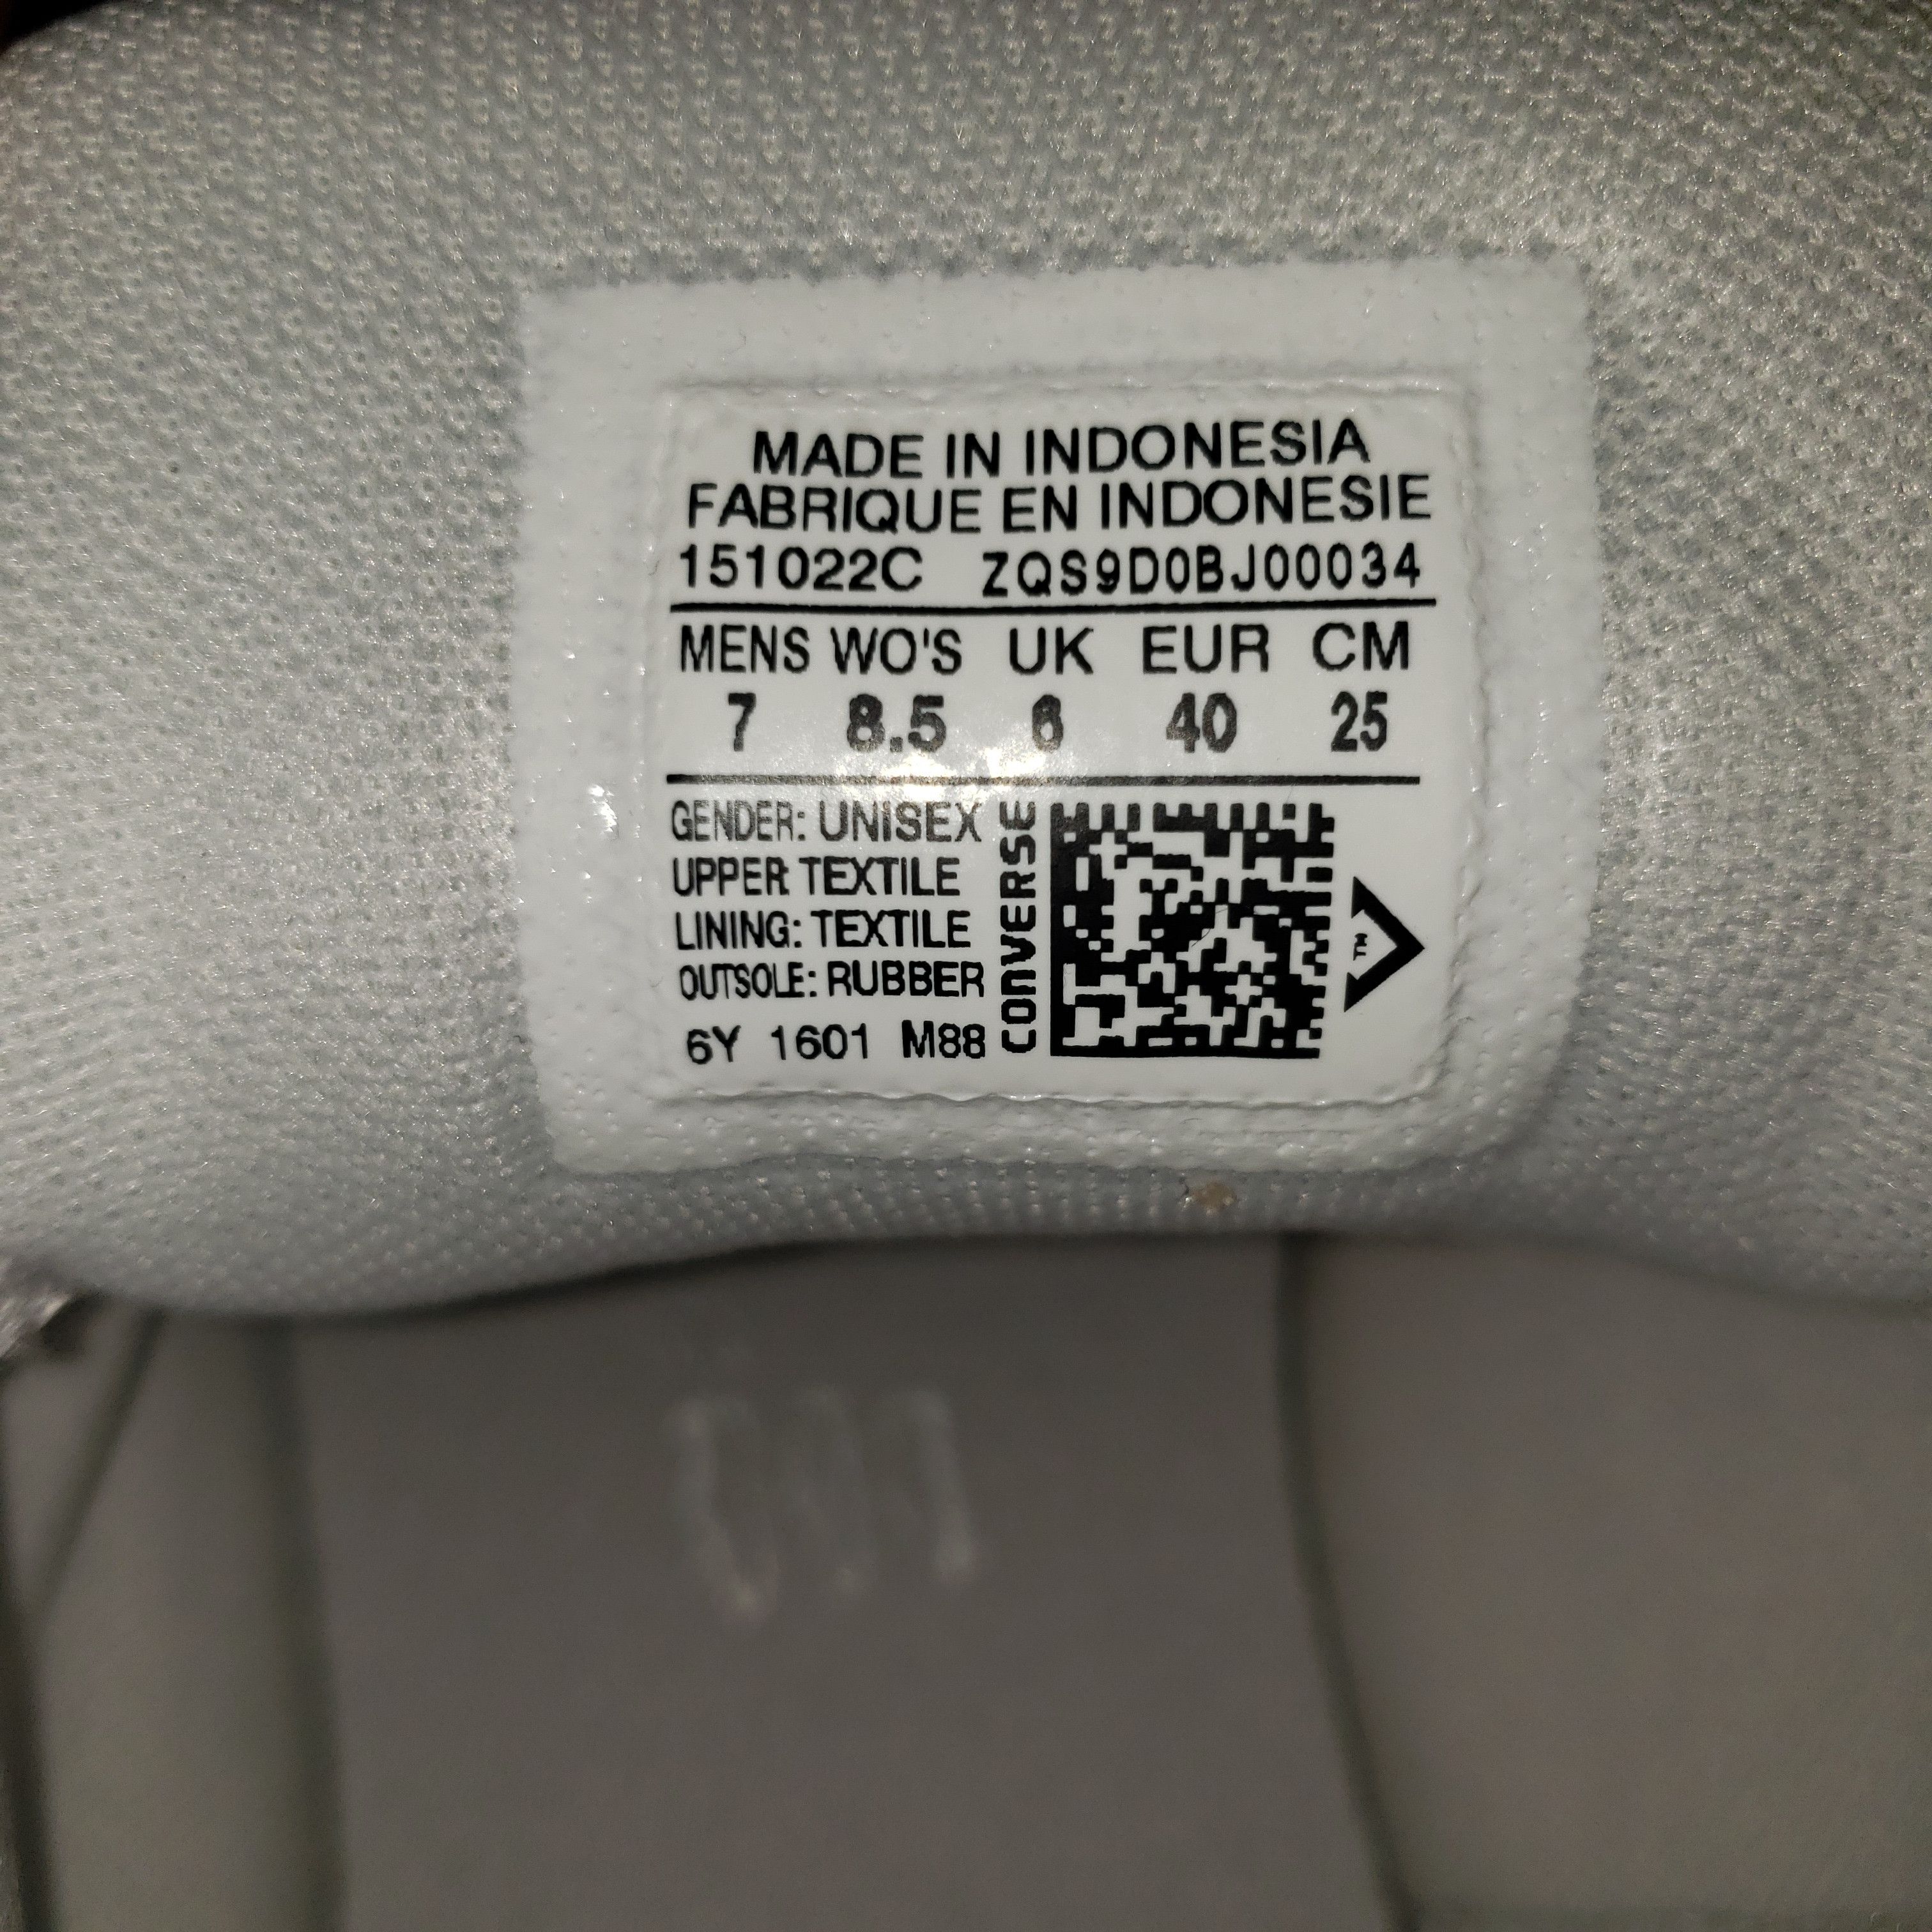 MADE IN INDONESIA
FABRIQUE EN INDONESIE
151022C ZQS9D0BJ00034
MENS WO'S UK EUR CM
7 8.5 6 40 25
GENDER: UNISEX
UPPER TEXTILE
LINING: TEXTILE
OUTSOLE: RUBBER
6Y 1601 M88
CONVERSE
TM